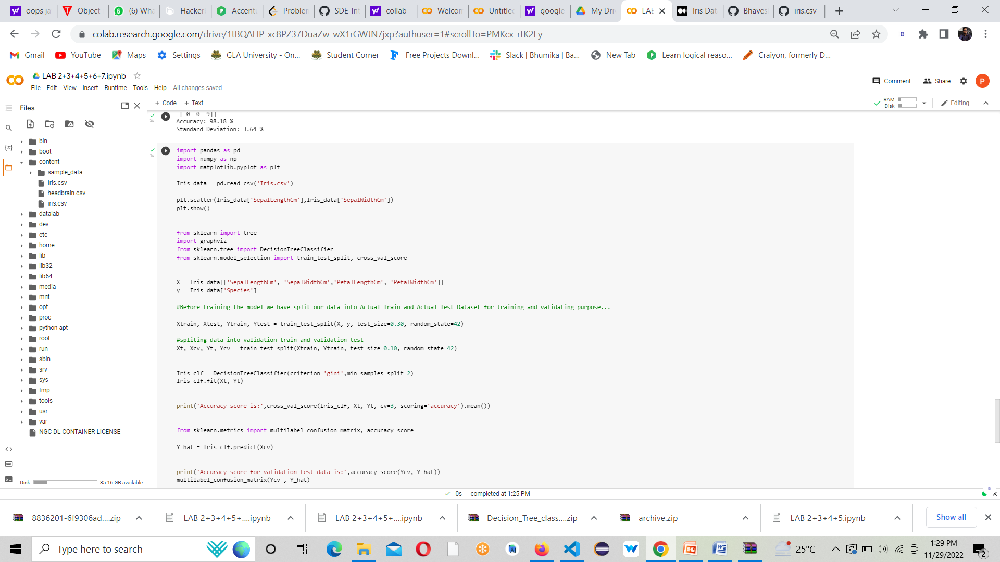 oops ja
Object
(6) Wha
Hackerl
Accentu
Problen
SDE-Int
collab -
Welcon
Untitlec
google
My Driv
LAB
Iris Dat
Bhaves
iris.csv
colab.research.google.com/drive/1tBQAHP_xc8PZ37DuaZw_wX1rGWJN7jxp?authuser=1#scrollTo=PMKcx_rtK2Fy
Gmail YouTube Maps Settings GLA University - On... Student Corner Free Projects Downl... Slack | Bhumika | Ba... New Tab Learn logical reaso... Craiyon, formerly D...
LAB 2+3+4+5+6+7.ipynb
File Edit View Insert Runtime Tools Help All changes saved
Comment Share P
Files
+ Code + Text
RAM
Disk
Editing
bin
boot
content
sample_data
Iris.csv
headbrain.csv
iris.csv
datalab
dev
etc
home
lib
lib32
lib64
media
mnt
opt
proc
python-apt
root
run
sbin
srv
sys
tmp
tools
usr
var
NGC-DL-CONTAINER-LICENSE
Disk 85.16 GB available
2s
[ 0 0 9]]
Accuracy: 98.18 %
Standard Deviation: 3.64 %
1s
import pandas as pd
import numpy as np
import matplotlib.pyplot as plt
Iris_data = pd.read_csv('Iris.csv')
plt.scatter(Iris_data['SepalLengthCm'],Iris_data['SepalWidthCm'])
plt.show()
from sklearn import tree
import graphviz
from sklearn.tree import DecisionTreeClassifier
from sklearn.model_selection import train_test_split, cross_val_score
X = Iris_data[['SepalLengthCm', 'SepalWidthCm','PetalLengthCm', 'PetalWidthCm']]
y = Iris_data['Species']
#Before training the model we have split our data into Actual Train and Actual Test Dataset for training and validating purpose...
Xtrain, Xtest, Ytrain, Ytest = train_test_split(X, y, test_size=0.30, random_state=42)
#spliting data into validation train and validation test
Xt, Xcv, Yt, Ycv = train_test_split(Xtrain, Ytrain, test_size=0.10, random_state=42)
Iris_clf = DecisionTreeClassifier(criterion='gini',min_samples_split=2)
Iris_clf.fit(Xt, Yt)
print('Accuracy score is:',cross_val_score(Iris_clf, Xt, Yt, cv=3, scoring='accuracy').mean())
from sklearn.metrics import multilabel_confusion_matrix, accuracy_score
Y_hat = Iris_clf.predict(Xcv)
print('Accuracy score for validation test data is:',accuracy_score(Ycv, Y_hat))
multilabel_confusion_matrix(Ycv , Y_hat)
0s completed at 1:25 PM
8836201-6f9306ad....zip
LAB 2+3+4+5+....ipynb
LAB 2+3+4+5+....ipynb
Decision_Tree_class....zip
archive.zip
LAB 2+3+4+5.ipynb
Show all
Type here to search
25°C
1:29 PM
11/29/2022
2